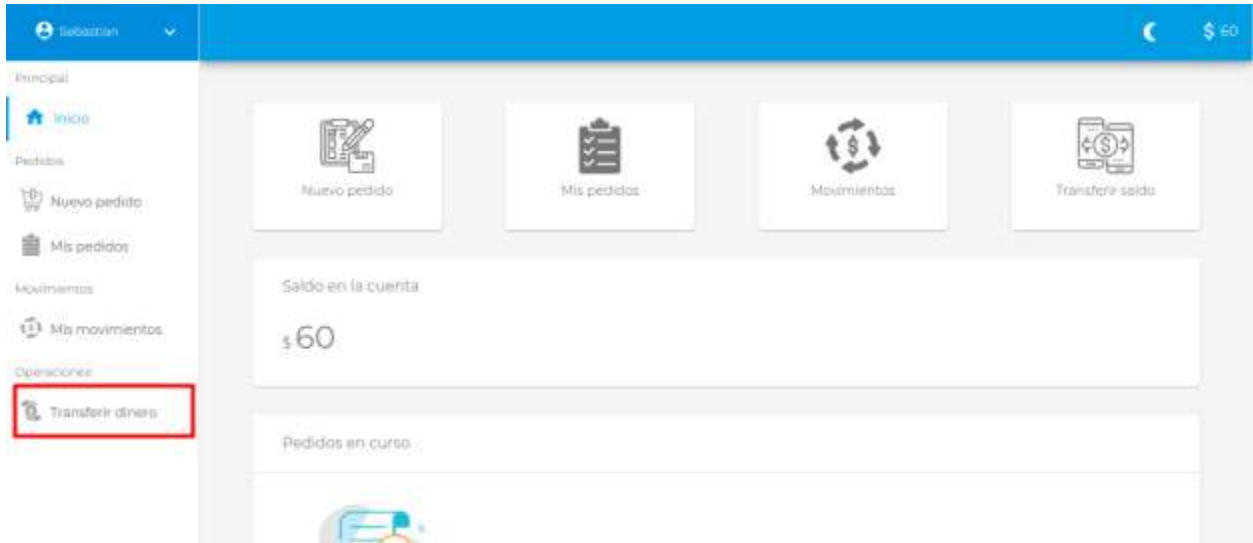 Sebastian
$ 60
Principal
Inicio
Pedidos
Nuevo pedido
Mis pedidos
Movimientos
Mis movimientos
Operaciones
Transferir dinero
Nuevo pedido
Mis pedidos
Movimientos
Transferir saldo
Saldo en la cuenta
$ 60
Pedidos en curso